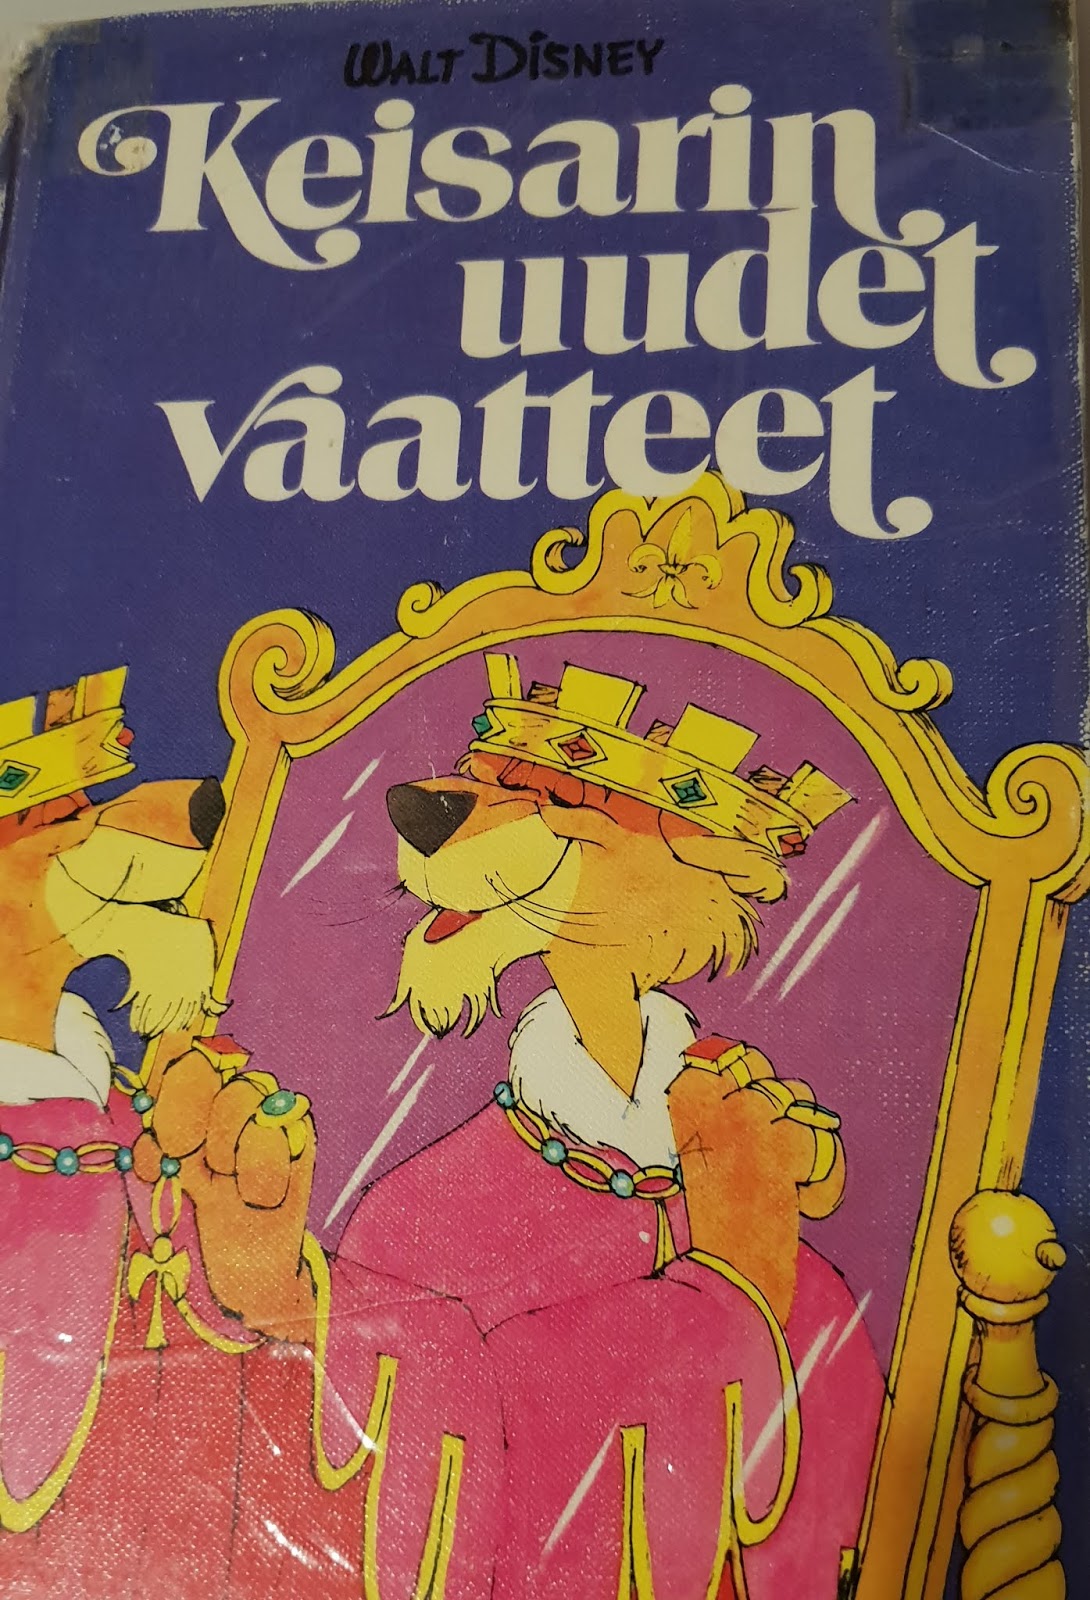 WALT DISNEY
Keisarin
uudet
vaatteet